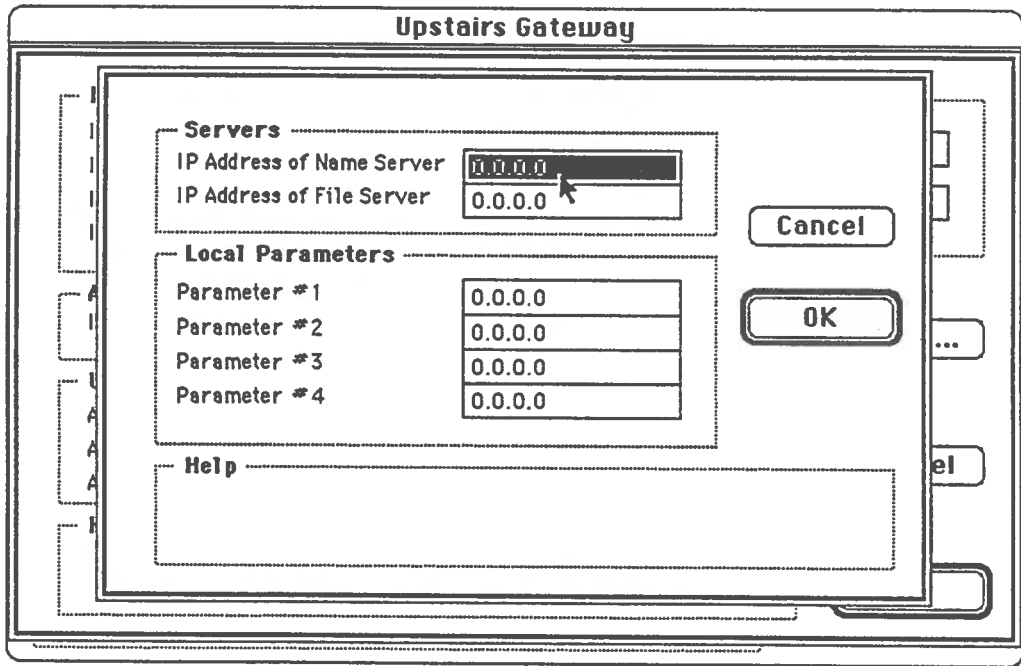 Upstairs Gateway
Servers
IP Address of Name Server 0.0.0.0
IP Address of File Server 0.0.0.0
Cancel
Local Parameters
Parameter #1 0.0.0.0
Parameter #2 0.0.0.0
Parameter #3 0.0.0.0
Parameter #4 0.0.0.0
OK
...
Help
el